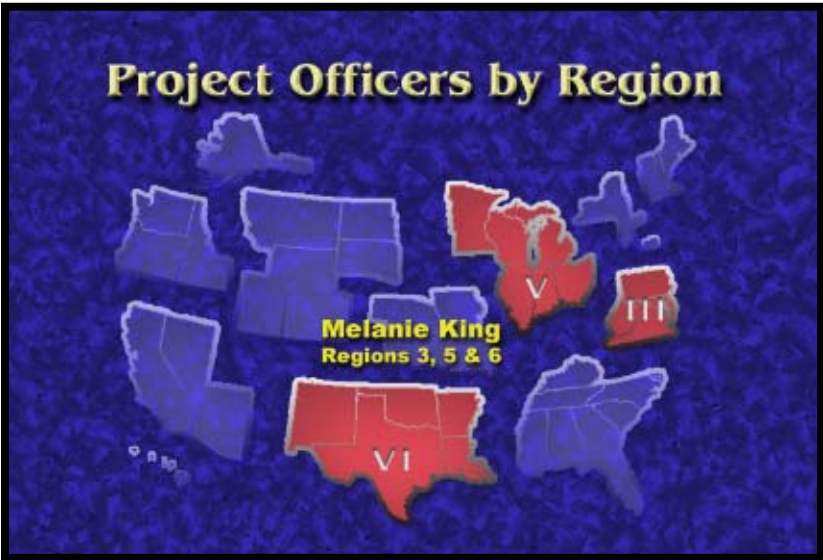 Project Officers by Region
V
III
Melanie King
Regions 3, 5 & 6
VI